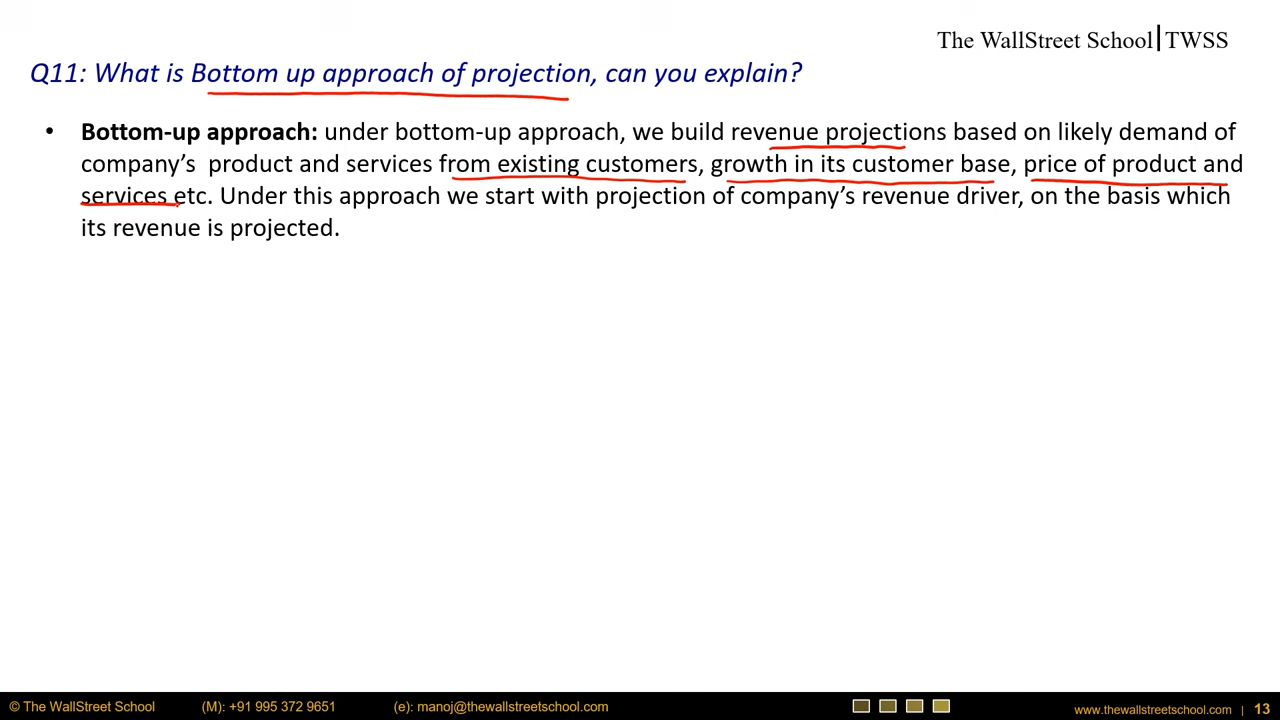 The WallStreet School|TWSS
Q11: What is Bottom up approach of projection, can you explain?
• Bottom-up approach: under bottom-up approach, we build revenue projections based on likely demand of
company's product and services from existing customers, growth in its customer base, price of product and
services etc. Under this approach we start with projection of company's revenue driver, on the basis which
its revenue is projected.
© The WallStreet School (M): +91 995 372 9651 (e): manoj@thewallstreetschool.com www.thewallstreetschool.com | 13